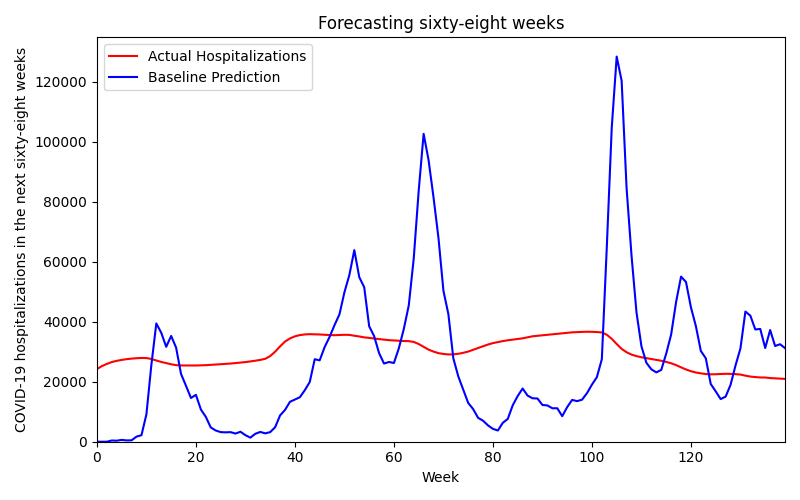 Forecasting sixty-eight weeks
Actual Hospitalizations
Baseline Prediction
COVID-19 hospitalizations in the next sixty-eight weeks
120000
100000
80000
60000
40000
20000
0
0 20 40 60 80 100 120
Week